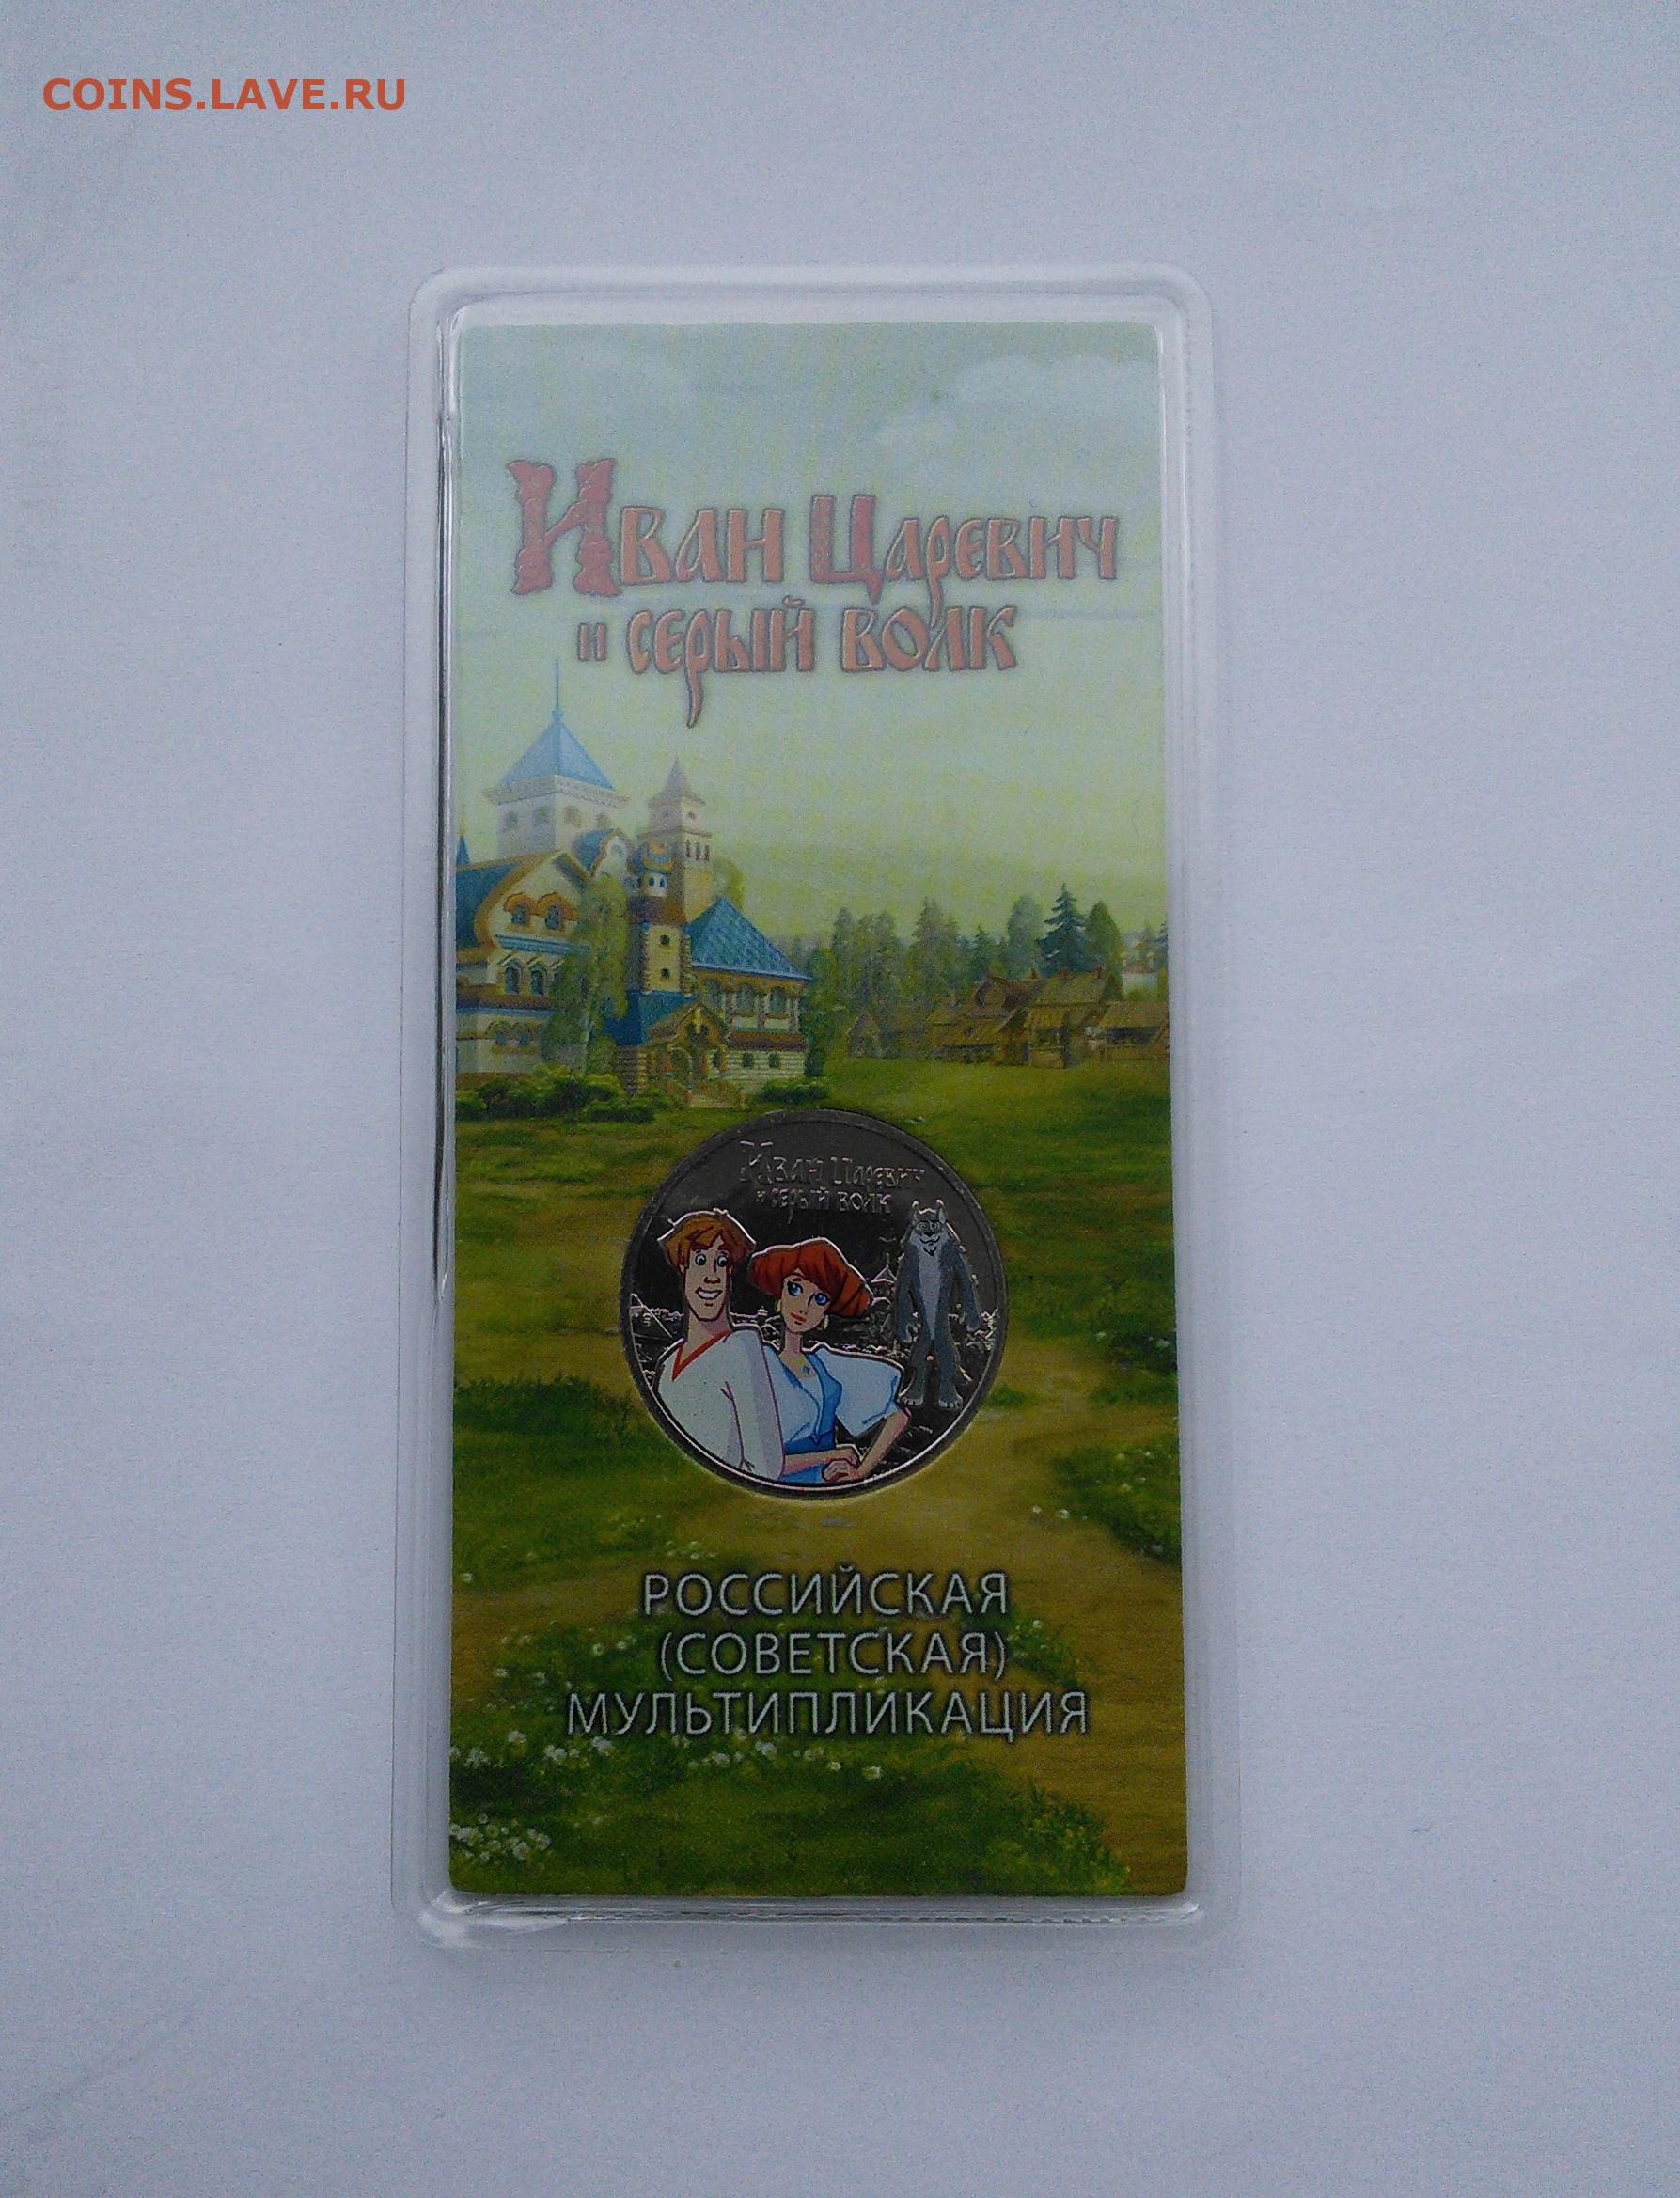 COINS.LAVE.RU
Иван Царевич
и серый волк
Иван Царевич
и серый волк
РОССИЙСКАЯ
(СОВЕТСКАЯ)
МУЛЬТИПЛИКАЦИЯ